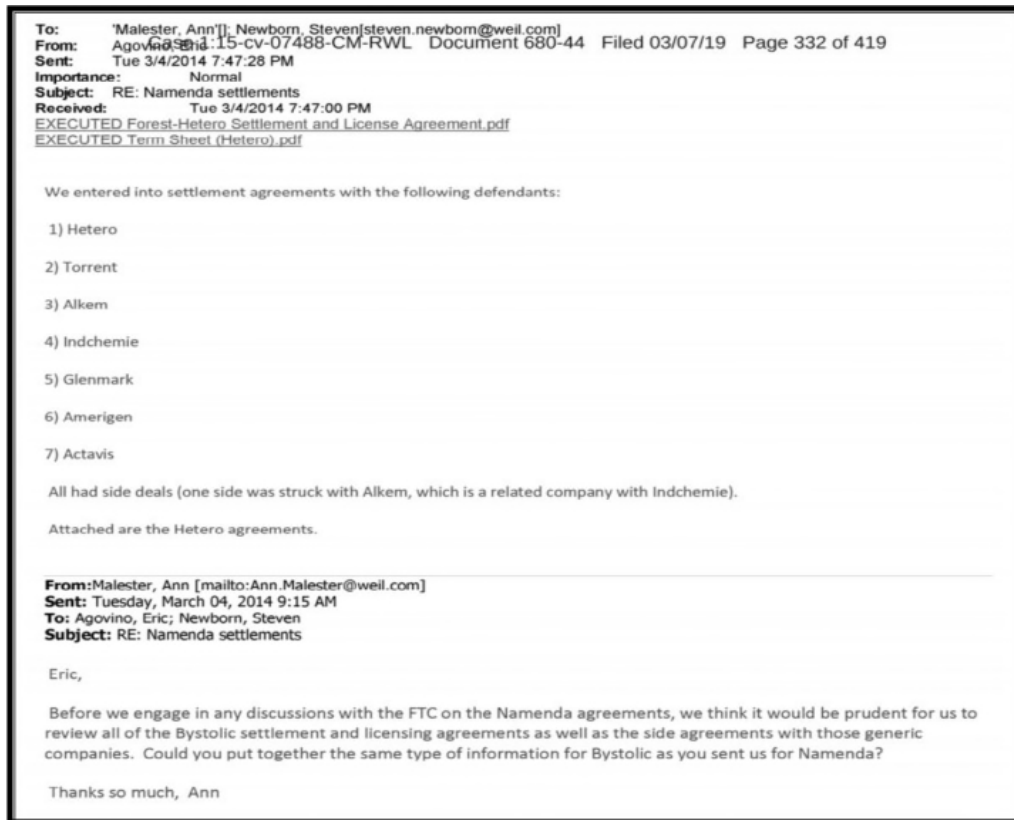 To: 'Malester, Ann'[]; Newborn, Steven[steven.newborn@weil.com]
From: Agovino, Eric
Case 1:15-cv-07488-CM-RWL Document 680-44 Filed 03/07/19 Page 332 of 419
Sent: Tue 3/4/2014 7:47:28 PM
Importance: Normal
Subject: RE: Namenda settlements
Received: Tue 3/4/2014 7:47:00 PM
EXECUTED Forest-Hetero Settlement and License Agreement.pdf
EXECUTED Term Sheet (Hetero).pdf
We entered into settlement agreements with the following defendants:
1) Hetero
2) Torrent
3) Alkem
4) Indchemie
5) Glenmark
6) Amerigen
7) Actavis
All had side deals (one side was struck with Alkem, which is a related company with Indchemie).
Attached are the Hetero agreements.
From:Malester, Ann [mailto:Ann.Malester@weil.com]
Sent: Tuesday, March 04, 2014 9:15 AM
To: Agovino, Eric; Newborn, Steven
Subject: RE: Namenda settlements
Eric,
Before we engage in any discussions with the FTC on the Namenda agreements, we think it would be prudent for us to
review all of the Bystolic settlement and licensing agreements as well as the side agreements with those generic
companies. Could you put together the same type of information for Bystolic as you sent us for Namenda?
Thanks so much, Ann